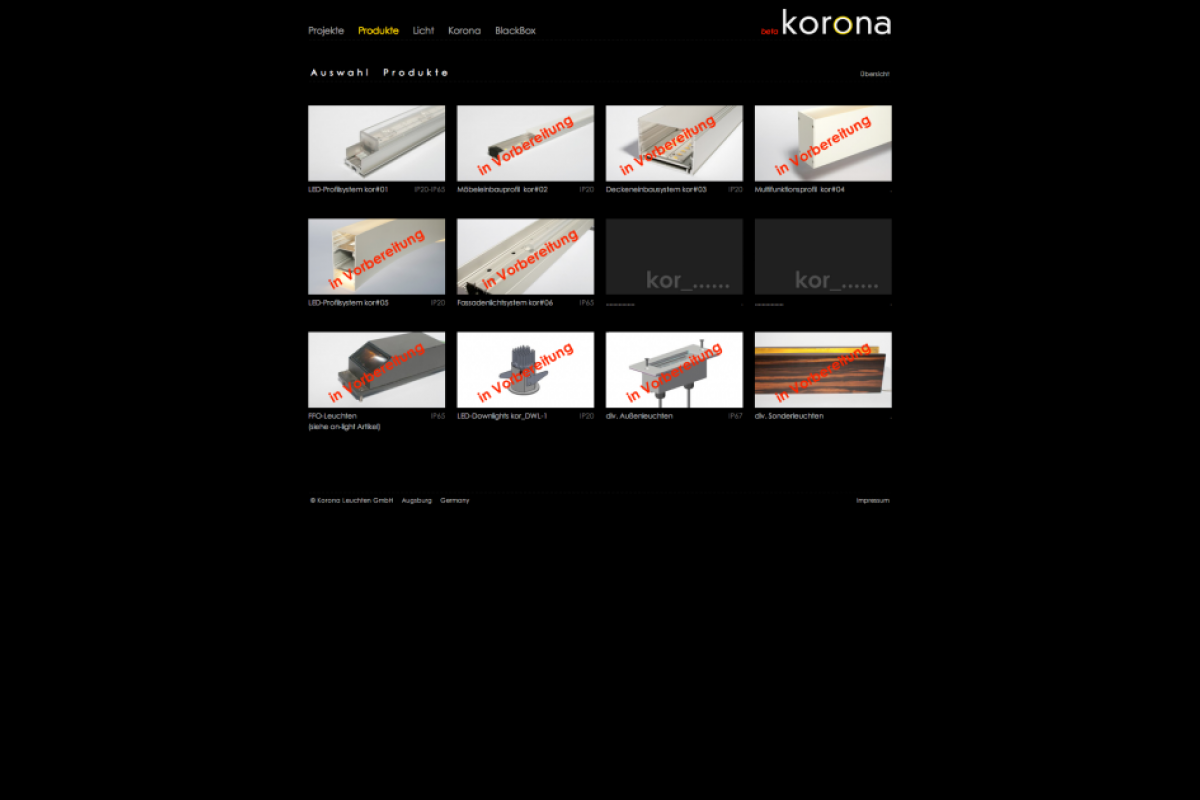 Projekte Produkte Licht Korona BlackBox
beta korona
Auswahl Produkte
Übersicht
in Vorbereitung
in Vorbereitung
in Vorbereitung
LED-Profilsystem kor#01 IP20-IP65
Möbeleinbauprofil kor#02 IP20
Deckeneinbausystem kor#03 IP20
Multifunktionsprofil kor#04 .
in Vorbereitung
in Vorbereitung
kor_......
kor_......
LED-Profilsystem kor#05 IP20
Fassadenlichtsystem kor#06 IP65
in Vorbereitung
in Vorbereitung
in Vorbereitung
in Vorbereitung
FFO-Leuchten IP65
(siehe on-light Artikel)
LED-Downlights kor_DWL-1 IP20
div. Außenleuchten IP67
div. Sonderleuchten .
© Korona Leuchten GmbH Augsburg Germany
Impressum